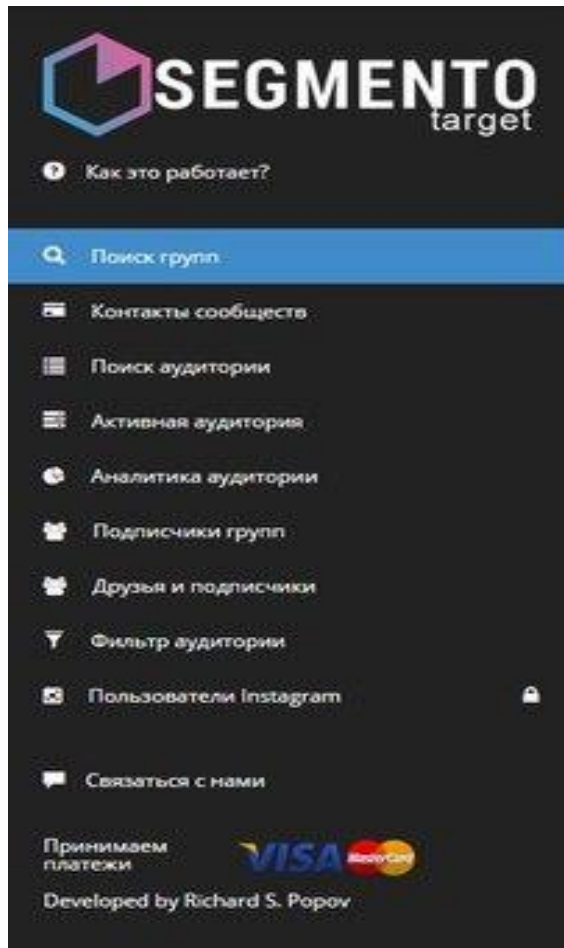 SEGMENTO
target
Как это работает?
Поиск групп
Контакты сообществ
Поиск аудитории
Активная аудитория
Аналитика аудитории
Подписчики групп
Друзья и подписчики
Фильтр аудитории
Пользователи Instagram
Связаться с нами
Принимаем
платежи
VISA MasterCard
Developed by Richard S. Popov